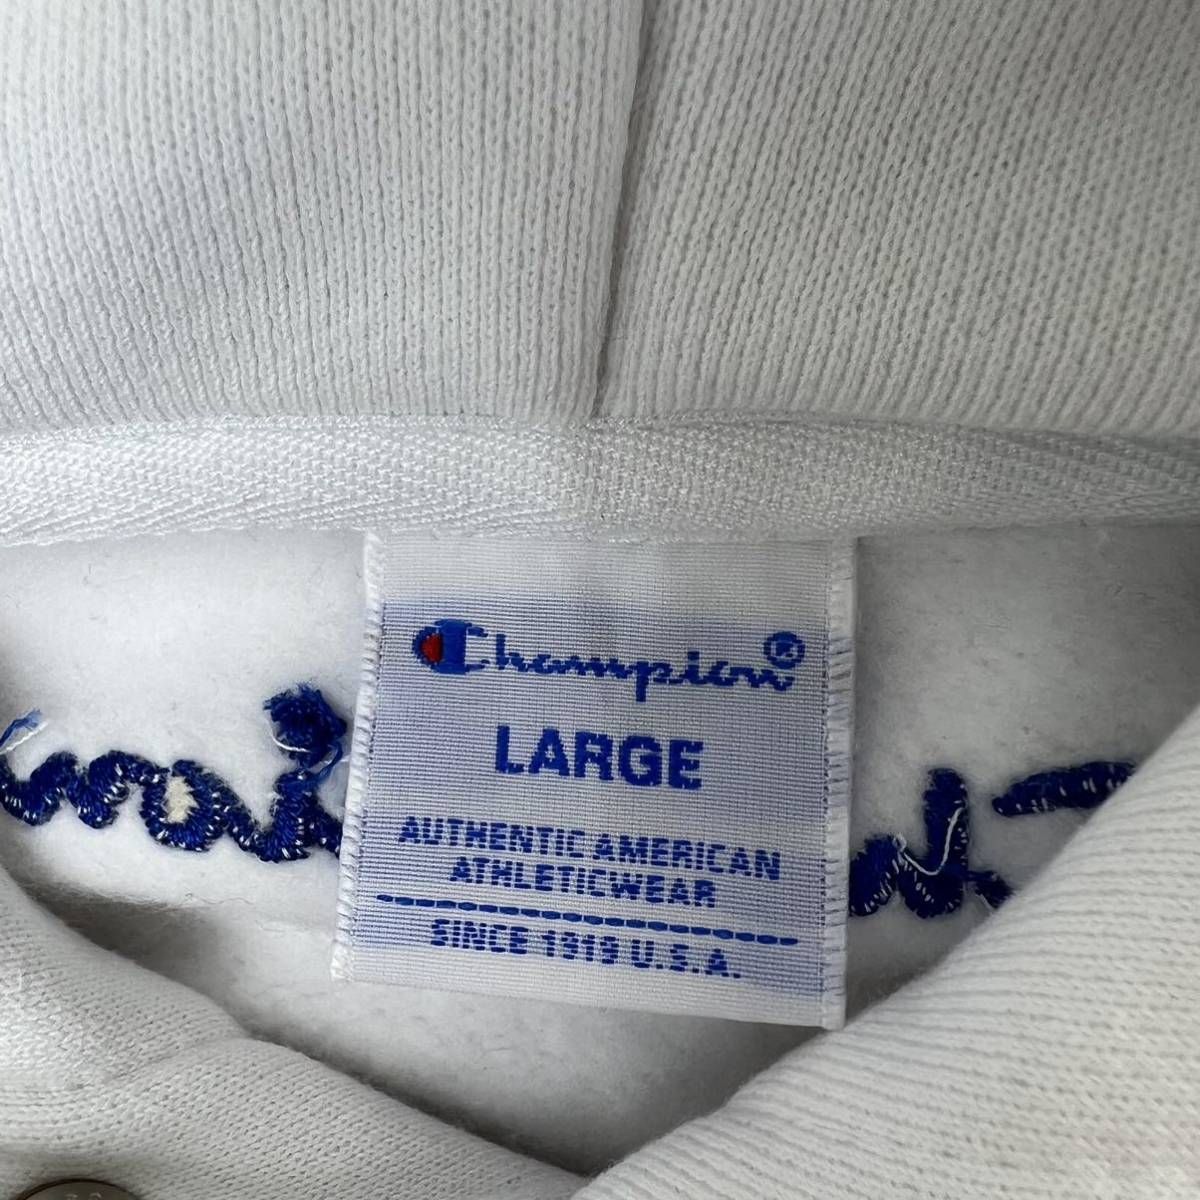 Champion®
LARGE
AUTHENTIC AMERICAN
ATHLETICWEAR
SINCE 1919 U.S.A.